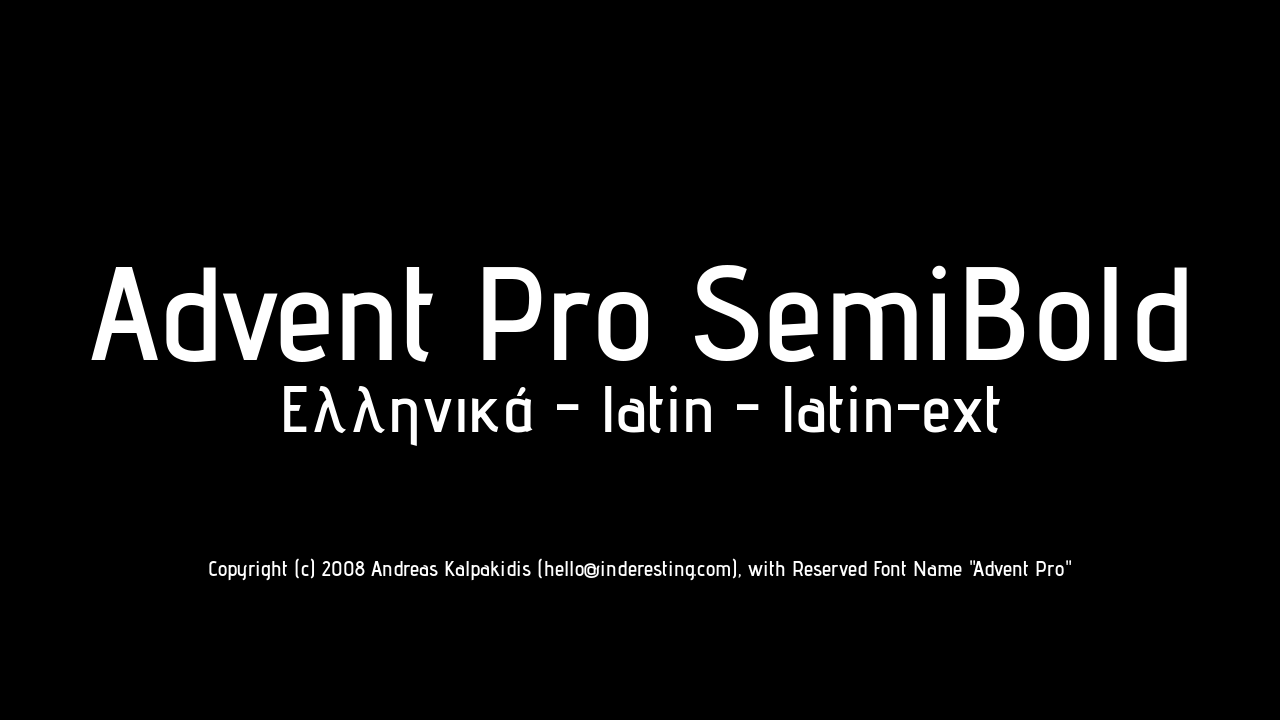 Advent Pro SemiBold
Ελληνικά - latin - latin-ext
Copyright (c) 2008 Andreas Kalpakidis (hello@inderesting.com), with Reserved Font Name "Advent Pro"